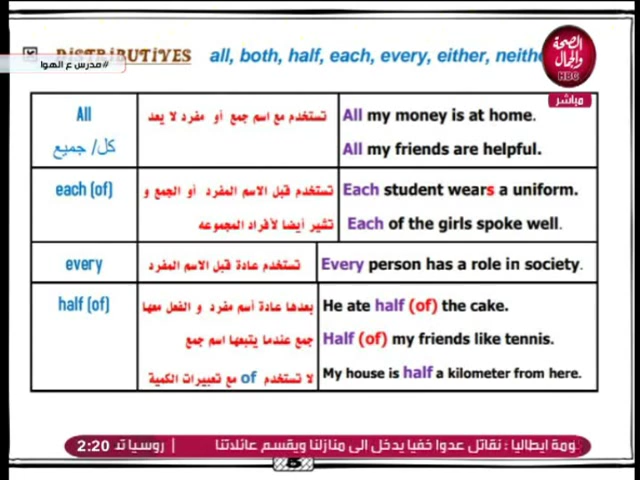 DISTRIBUTIVES all, both, half, each, every, either, neithe
#مدرس ع الهوا
الصحة والجمال
HBC
مباشر
All
كل/ جميع
تستخدم مع اسم جمع أو مفرد لا يعد
All my money is at home.
All my friends are helpful.
each (of)
تستخدم قبل الاسم المفرد أو الجمع و
تشير أيضا لأفراد المجموعه
Each student wears a uniform.
Each of the girls spoke well.
every
تستخدم عادة قبل الاسم المفرد
Every person has a role in society.
half (of)
بعدها عادة أسم مفرد و الفعل معها
جمع عندما يتبعها اسم جمع
لا تستخدم of مع تعبيرات الكمية
He ate half (of) the cake.
Half (of) my friends like tennis.
My house is half a kilometer from here.
2:20
ومة ايطاليا : نقاتل عدوا خفيا يدخل الى منازلنا ويقسم عائلاتنا | روسيا تد